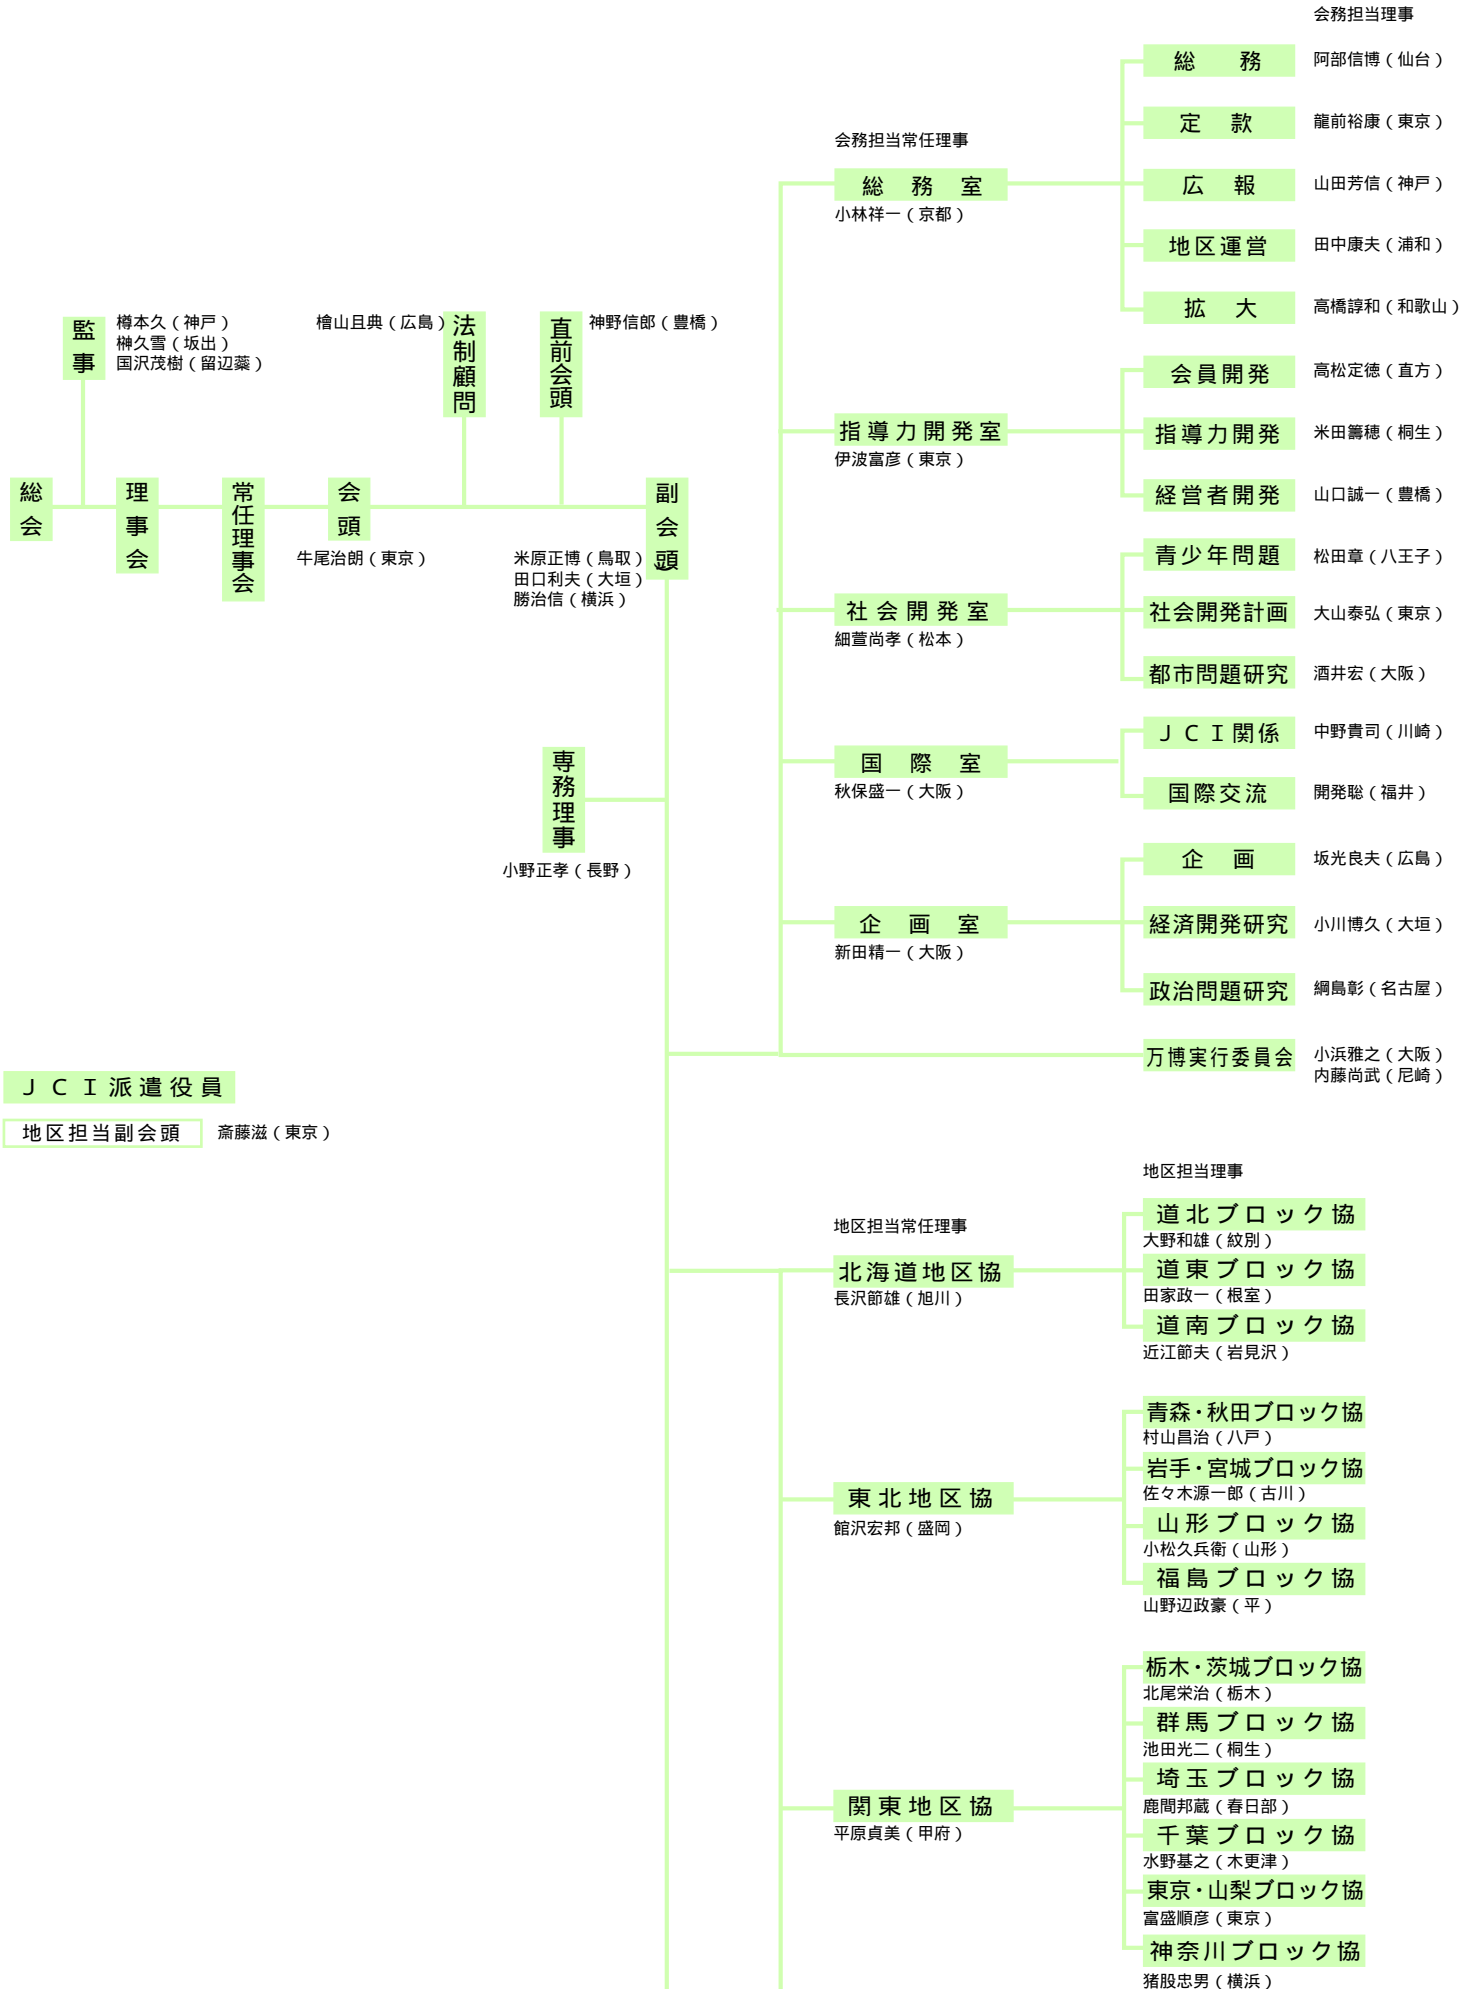 会務担当理事
総務
阿部信博（仙台）
定款
龍前裕康（東京）
会務担当常任理事
総務室
小林祥一（京都）
広報
山田芳信（神戸）
地区運営
田中康夫（浦和）
拡大
高橋諄和（和歌山）
監事
樽本久（神戸）
榊久雪（坂出）
国沢茂樹（留辺蘂）
檜山且典（広島）
法制顧問
直前会頭
神野信郎（豊橋）
会員開発
高松定徳（直方）
指導力開発室
伊波富彦（東京）
指導力開発
米田籌穂（桐生）
経営者開発
山口誠一（豊橋）
総会
理事会
常任理事会
会頭
牛尾治朗（東京）
副会頭
米原正博（鳥取）
田口利夫（大垣）
勝治信（横浜）
青少年問題
松田章（八王子）
社会開発室
細萱尚孝（松本）
社会開発計画
大山泰弘（東京）
都市問題研究
酒井宏（大阪）
専務理事
小野正孝（長野）
国際室
秋保盛一（大阪）
ＪＣＩ関係
中野貴司（川崎）
国際交流
開発聡（福井）
企画室
新田精一（大阪）
企画
坂光良夫（広島）
経済開発研究
小川博久（大垣）
政治問題研究
綱島彰（名古屋）
万博実行委員会
小浜雅之（大阪）
内藤尚武（尼崎）
ＪＣＩ派遣役員
地区担当副会頭
斎藤滋（東京）
地区担当理事
地区担当常任理事
北海道地区協
長沢節雄（旭川）
道北ブロック協
大野和雄（紋別）
道東ブロック協
田家政一（根室）
道南ブロック協
近江節夫（岩見沢）
東北地区協
館沢宏邦（盛岡）
青森・秋田ブロック協
村山昌治（八戸）
岩手・宮城ブロック協
佐々木源一郎（古川）
山形ブロック協
小松久兵衛（山形）
福島ブロック協
山野辺政豪（平）
関東地区協
平原貞美（甲府）
栃木・茨城ブロック協
北尾栄治（栃木）
群馬ブロック協
池田光二（桐生）
埼玉ブロック協
鹿間邦蔵（春日部）
千葉ブロック協
水野基之（木更津）
東京・山梨ブロック協
富盛順彦（東京）
神奈川ブロック協
猪股忠男（横浜）